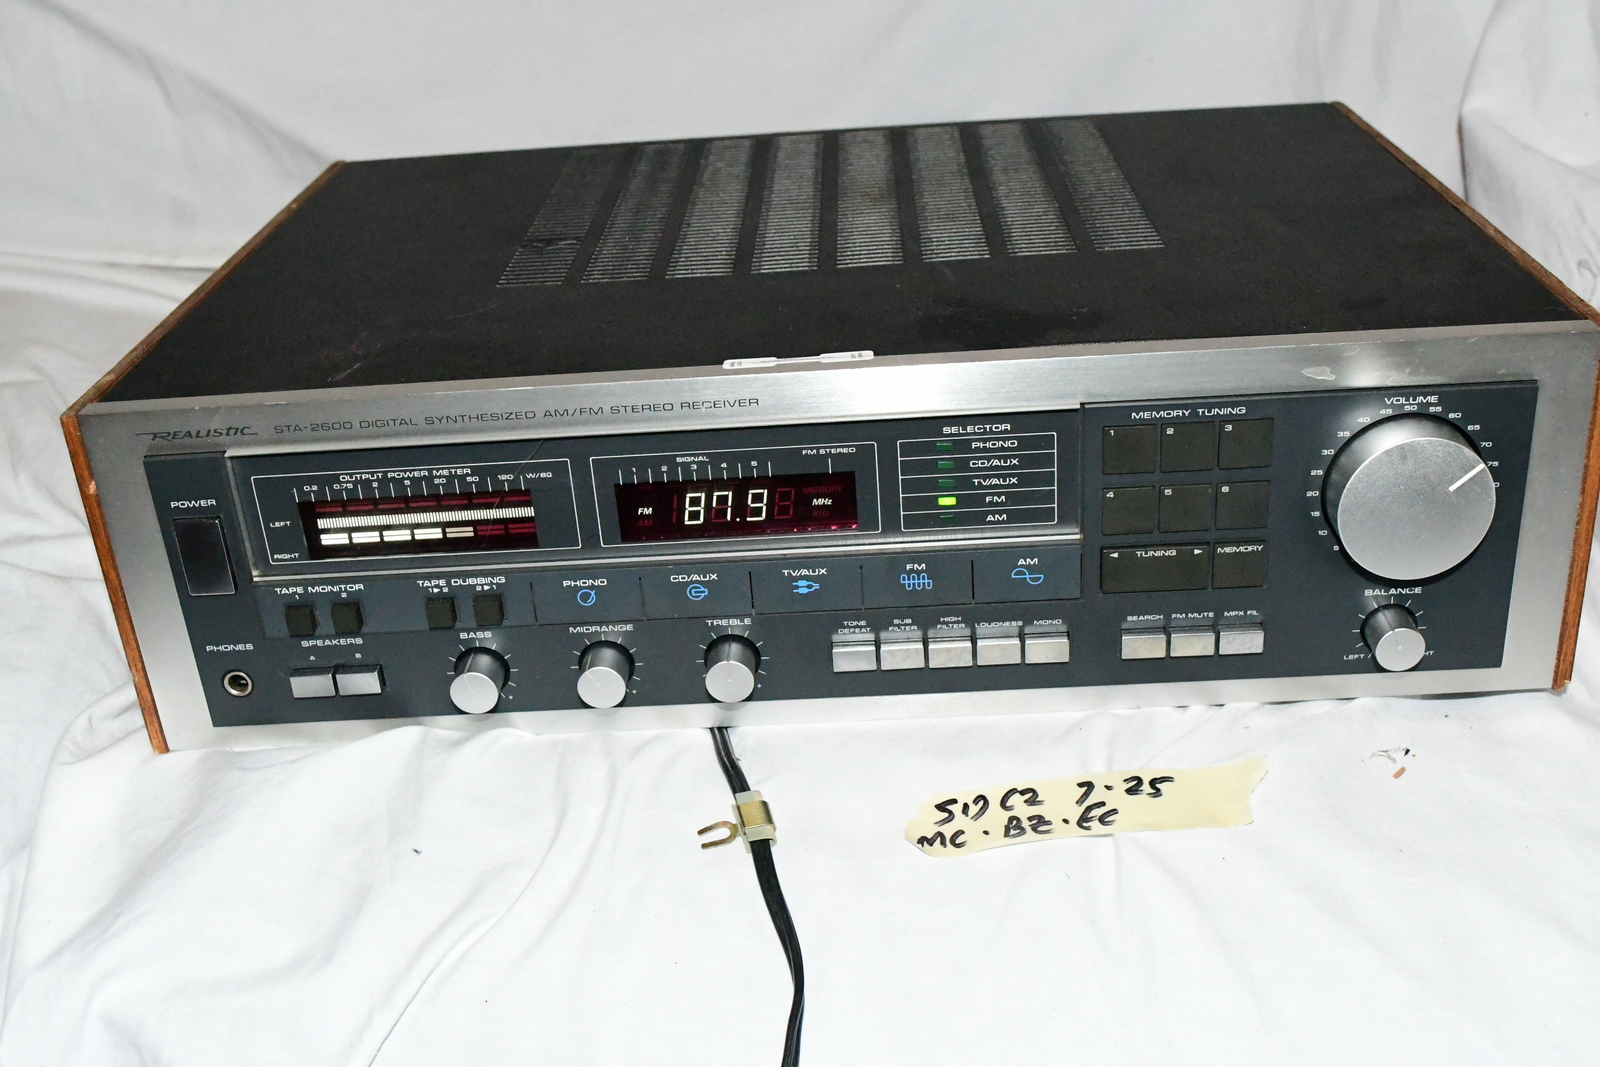 REALISTIC STA-2600 DIGITAL SYNTHESIZED AM/FM STEREO RECEIVER
POWER
OUTPUT POWER METER
0.2 0.75 2 5 20 50 120 W/8Ω
LEFT
RIGHT
SIGNAL
1 2 3 4 5
FM STEREO
FM
AM
87.9
MEMORY
MHz
KHz
SELECTOR
PHONO
CD/AUX
TV/AUX
FM
AM
MEMORY TUNING
1 2 3
4 5 6
◄ TUNING ► MEMORY
VOLUME
5 10 15 20 25 30 35 40 45 50 55 60 65 70 75
BALANCE
TAPE MONITOR
1 2
TAPE DUBBING
1►2 2►1
PHONO CD/AUX TV/AUX FM AM
PHONES
SPEAKERS
A B
BASS
MIDRANGE
TREBLE
TONE DEFEAT
SUB FILTER
HIGH FILTER
LOUDNESS
MONO
SEARCH FM MUTE MPX FIL
LEFT
MC · BZ · EC